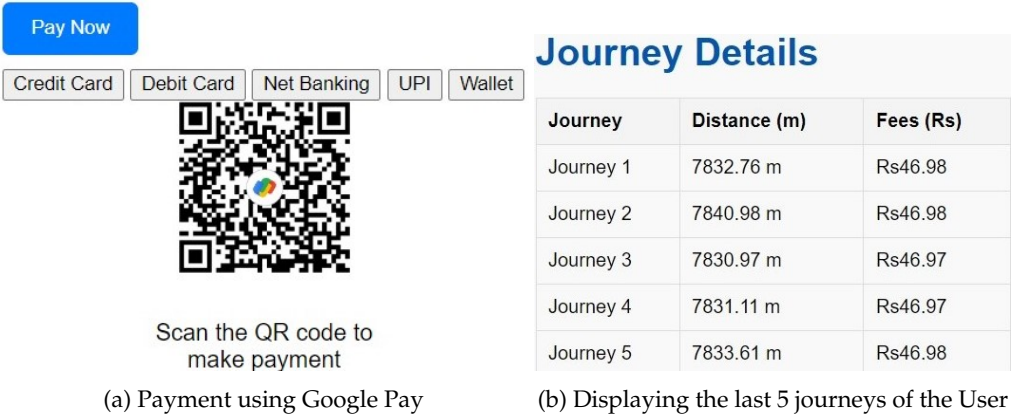 Pay Now
Credit Card Debit Card Net Banking UPI Wallet
Scan the QR code to
make payment
(a) Payment using Google Pay
Journey Details
Journey Distance (m) Fees (Rs)
Journey 1 7832.76 m Rs46.98
Journey 2 7840.98 m Rs46.98
Journey 3 7830.97 m Rs46.97
Journey 4 7831.11 m Rs46.97
Journey 5 7833.61 m Rs46.98
(b) Displaying the last 5 journeys of the User